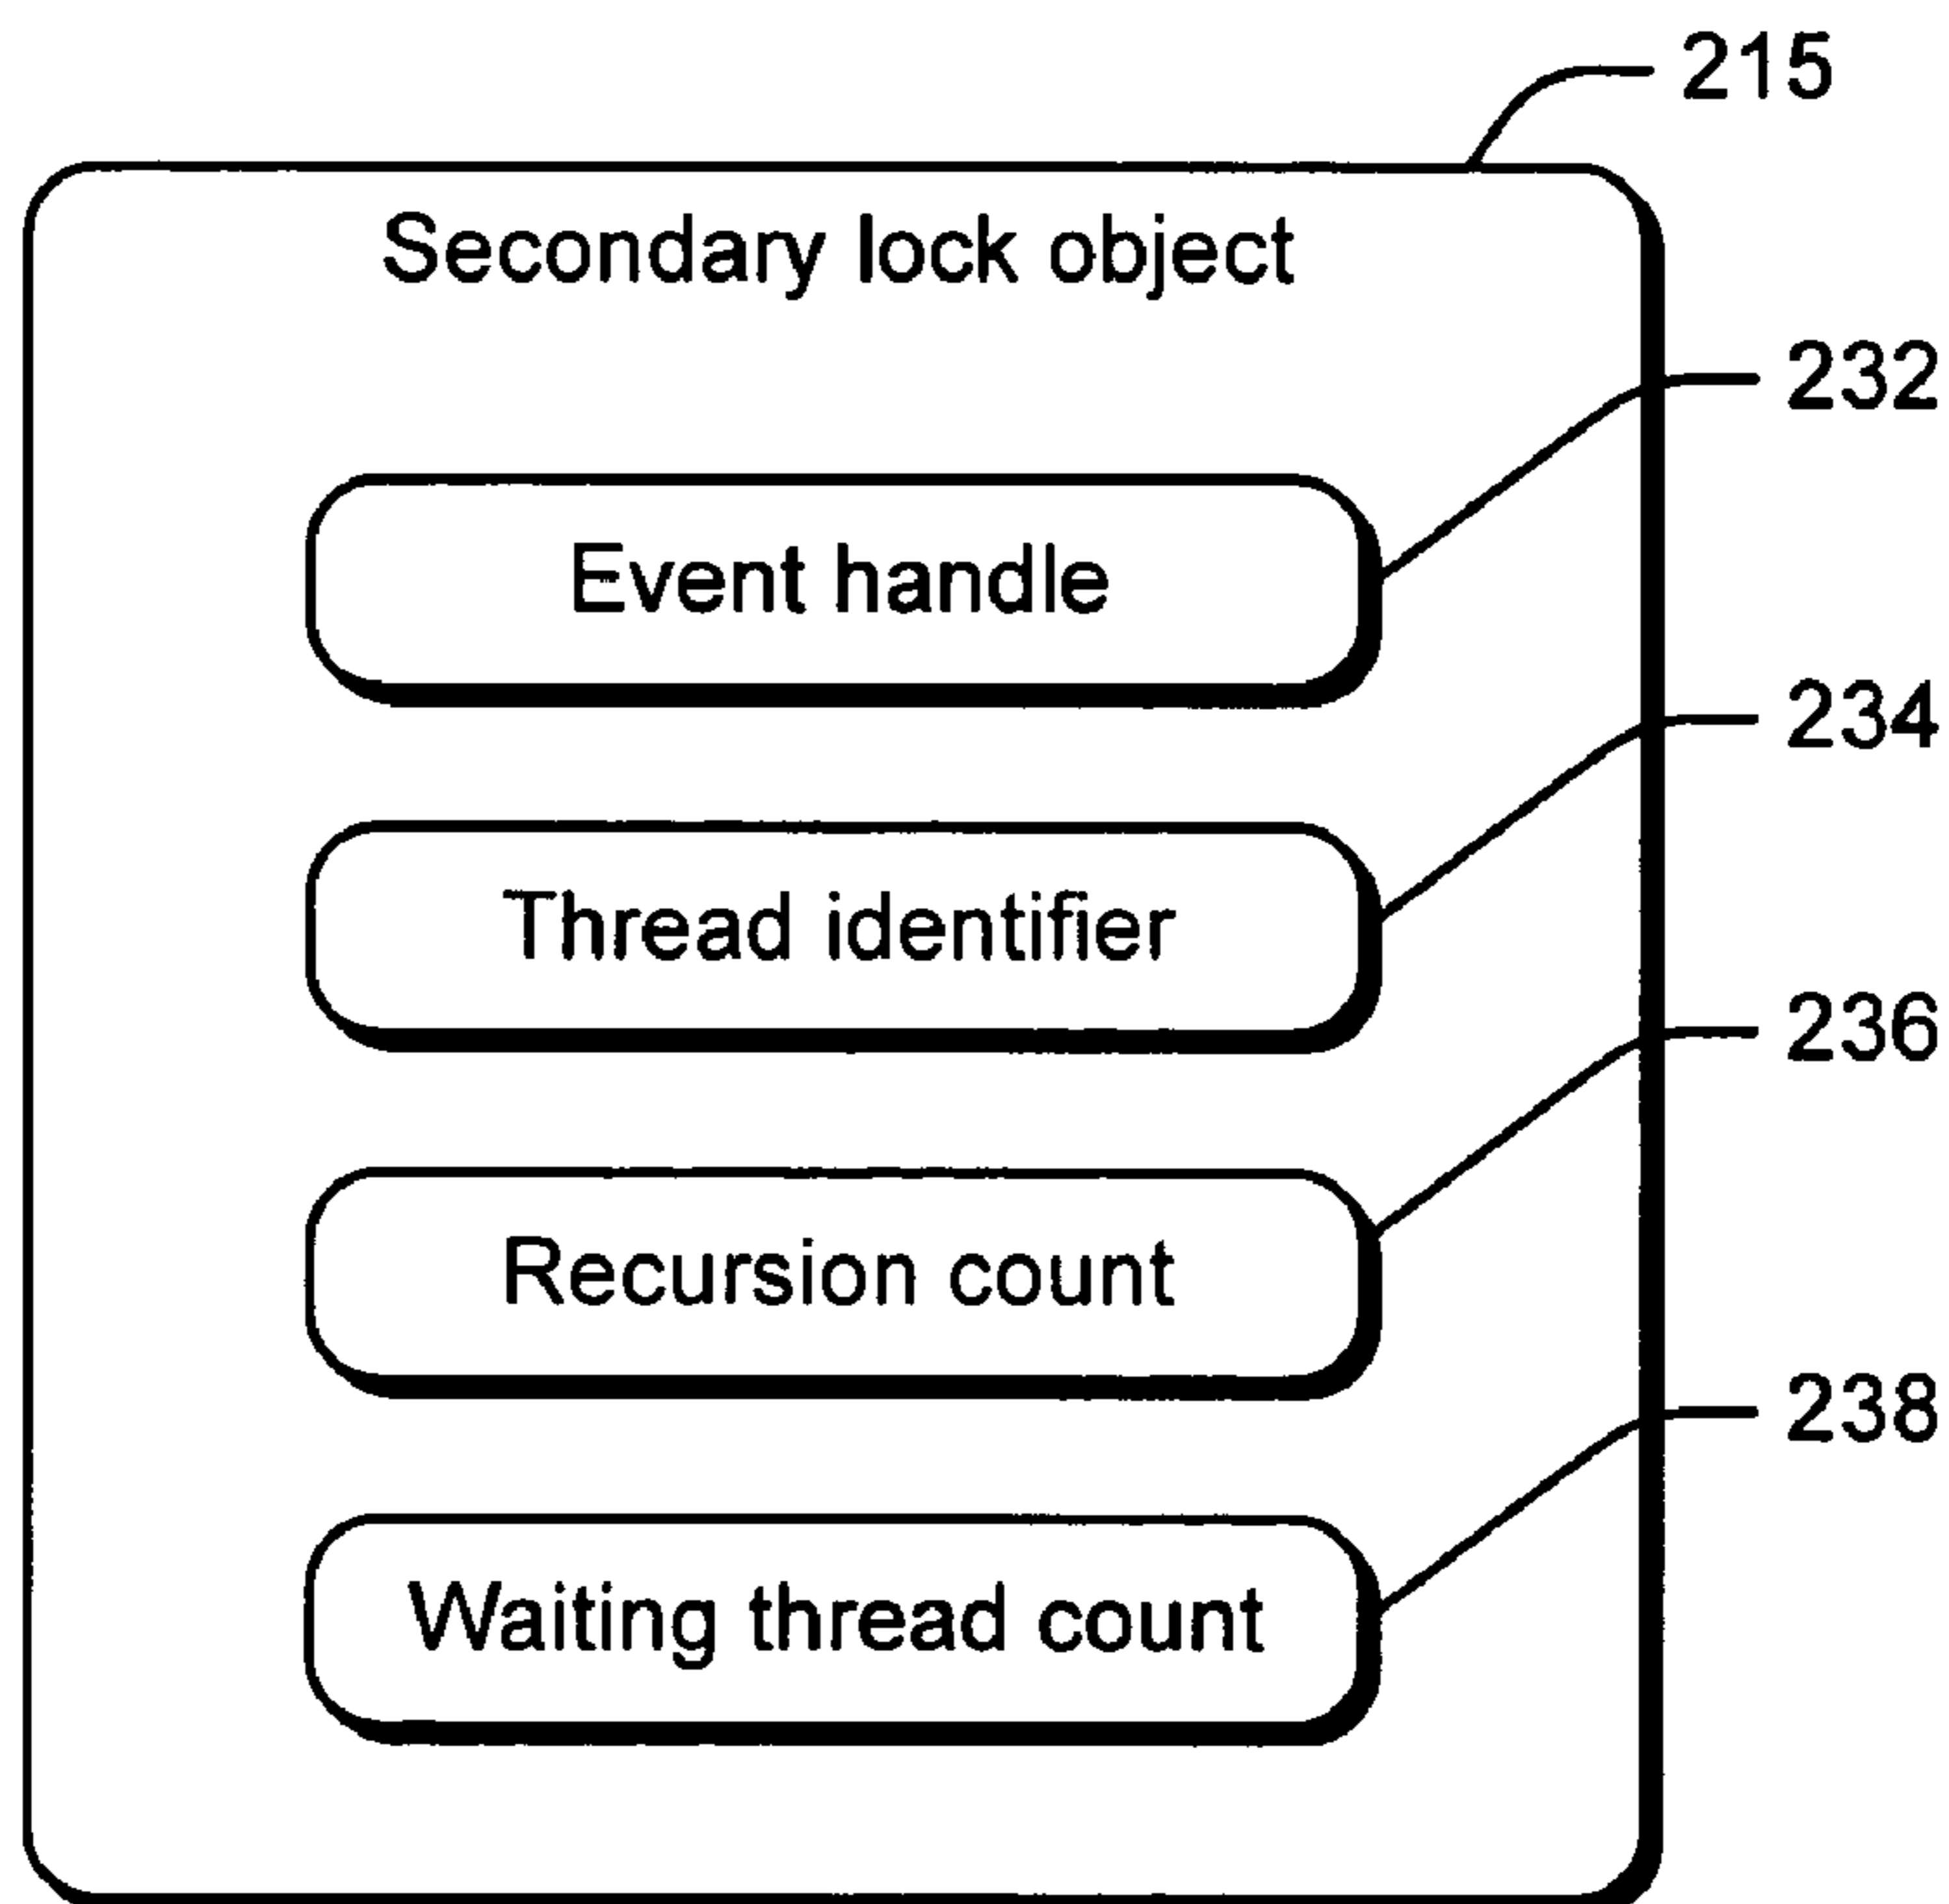 215
Secondary lock object
232
Event handle
234
Thread identifier
236
Recursion count
238
Waiting thread count